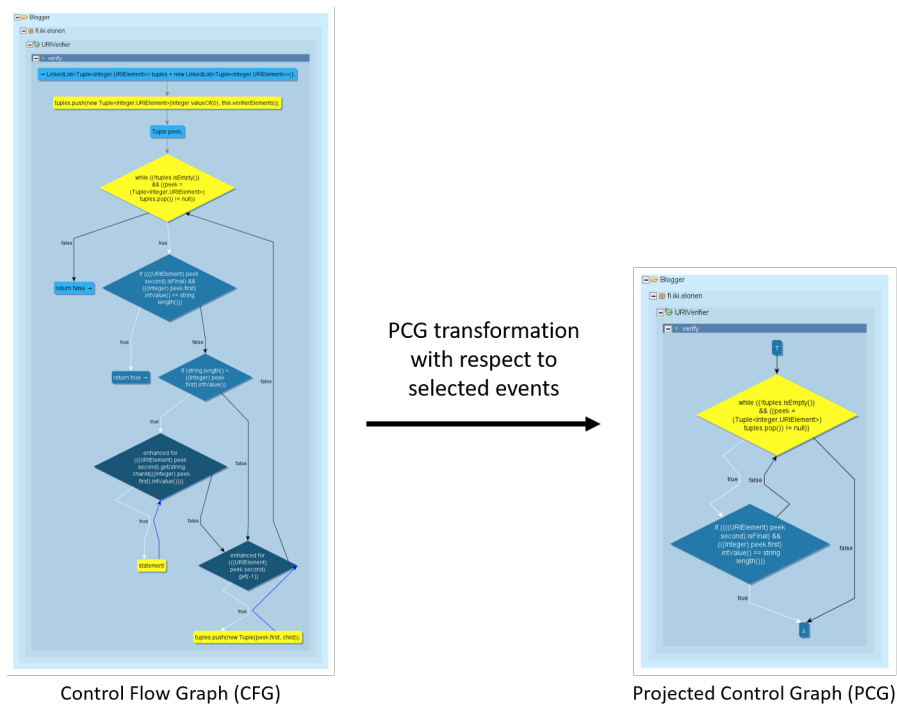 Blogger
fi.iki.elonen
URIVerifier
verify
→ LinkedList<Tuple<Integer,URIElement>> tuples = new LinkedList<Tuple<Integer,URIElement>>();
tuples.push(new Tuple<Integer,URIElement>(Integer.valueOf(0), this.verifierElements));
Tuple peek;
while ((!tuples.isEmpty())
&& ((peek =
(Tuple<Integer,URIElement>)
tuples.pop()) != null))
false
true
if ((((URIElement) peek
.second).isFinal) &&
(((Integer) peek.first)
.intValue() == string
.length()))
return false →
true
false
return true →
if (string.length() >
((Integer) peek
.first).intValue())
false
true
enhanced for
(((URIElement) peek
.second).get(string
.charAt(((Integer) peek
.first).intValue())))
false
true
false
statement
enhanced for
(((URIElement)
peek.second)
.get(-1))
true
tuples.push(new Tuple(peek.first, child));
Control Flow Graph (CFG)
PCG transformation
with respect to
selected events
Blogger
fi.iki.elonen
URIVerifier
verify
⊤
while ((!tuples.isEmpty())
&& ((peek =
(Tuple<Integer,URIElement>)
tuples.pop()) != null))
true
false
if ((((URIElement) peek
.second).isFinal) &&
(((Integer) peek.first)
.intValue() == string
.length()))
false
true
⊥
Projected Control Graph (PCG)